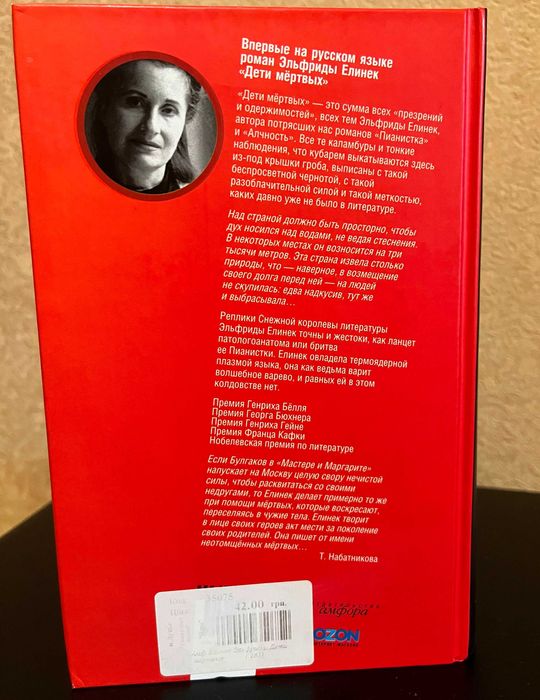 Впервые на русском языке
роман Эльфриды Елинек
«Дети мёртвых»
«Дети мёртвых» — это сумма всех «презрений
и одержимостей», всех тем Эльфриды Елинек,
автора потрясших нас романов «Пианистка»
и «Алчность». Все те каламбуры и тонкие
наблюдения, что кубарем выкатываются здесь
из-под крышки гроба, выписаны с такой
беспросветной чернотой, с такой
разоблачительной силой и такой меткостью,
каких давно уже не было в литературе.
Над страной должно быть просторно, чтобы
дух носился над водами, не ведая стеснения.
В некоторых местах он возносится на три
тысячи метров. Эта страна извела столько
природы, что — наверное, в возмещение
своего долга перед ней — на людей
не скупилась: едва надкусив, тут же
и выбрасывала...
Реплики Снежной королевы литературы
Эльфриды Елинек точны и жестоки, как ланцет
патологоанатома или бритва
ее Пианистки. Елинек овладела термоядерной
плазмой языка, она как ведьма варит
волшебное варево, и равных ей в этом
колдовстве нет.
Премия Генриха Бёлля
Премия Георга Бюхнера
Премия Генриха Гейне
Премия Франца Кафки
Нобелевская премия по литературе
Если Булгаков в «Мастере и Маргарите»
напускает на Москву целую свору нечистой
силы, чтобы расквитаться со своими
недругами, то Елинек делает примерно то же
при помощи мёртвых, которые воскресают,
переселяясь в чужие тела. Елинек творит
в лице своих героев акт мести за поколение
своих родителей. Она пишет от имени
неотомщённых мёртвых...
Т. Набатникова
42.00 грн.
амфора
OZON